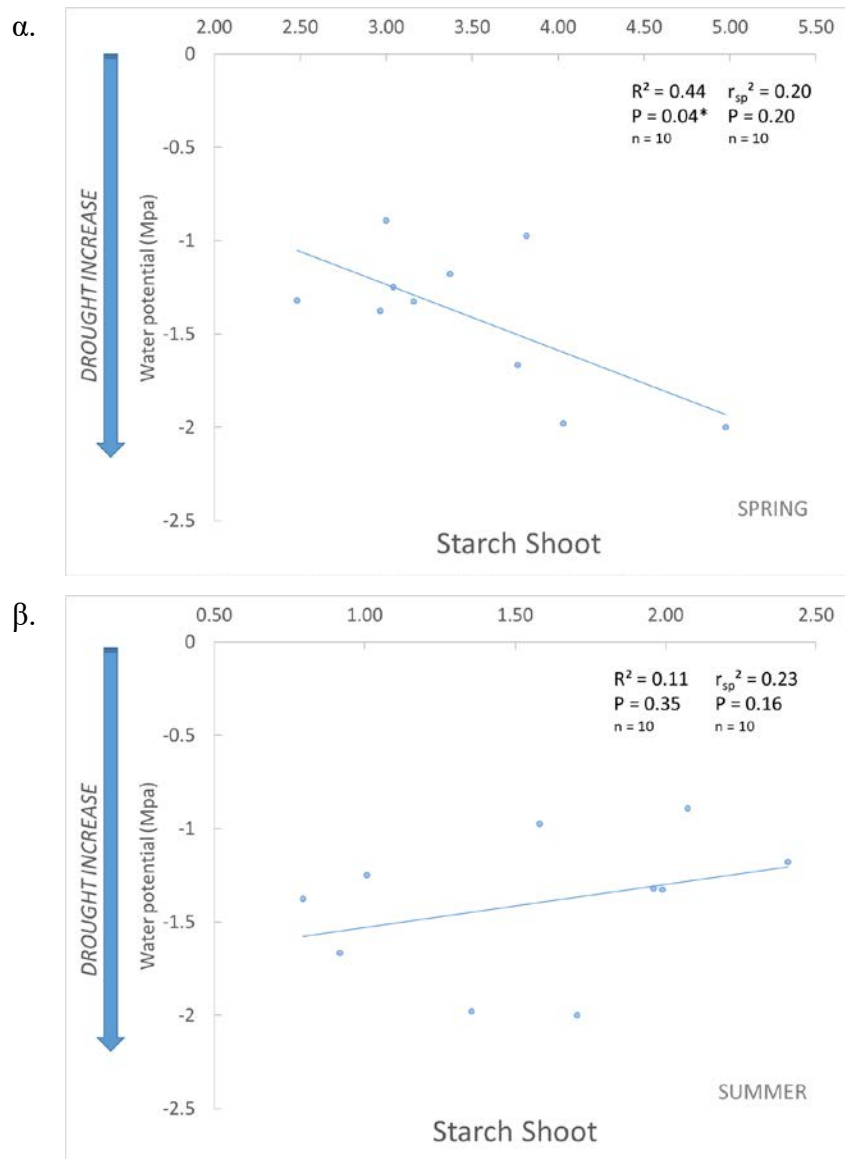 α.
2.00 2.50 3.00 3.50 4.00 4.50 5.00 5.50
0
-0.5
-1
-1.5
-2
-2.5
DROUGHT INCREASE
Water potential (Mpa)
R² = 0.44 rsp² = 0.20
P = 0.04* P = 0.20
n = 10 n = 10
SPRING
Starch Shoot
β.
0.50 1.00 1.50 2.00 2.50
0
-0.5
-1
-1.5
-2
-2.5
DROUGHT INCREASE
Water potential (Mpa)
R² = 0.11 rsp² = 0.23
P = 0.35 P = 0.16
n = 10 n = 10
SUMMER
Starch Shoot